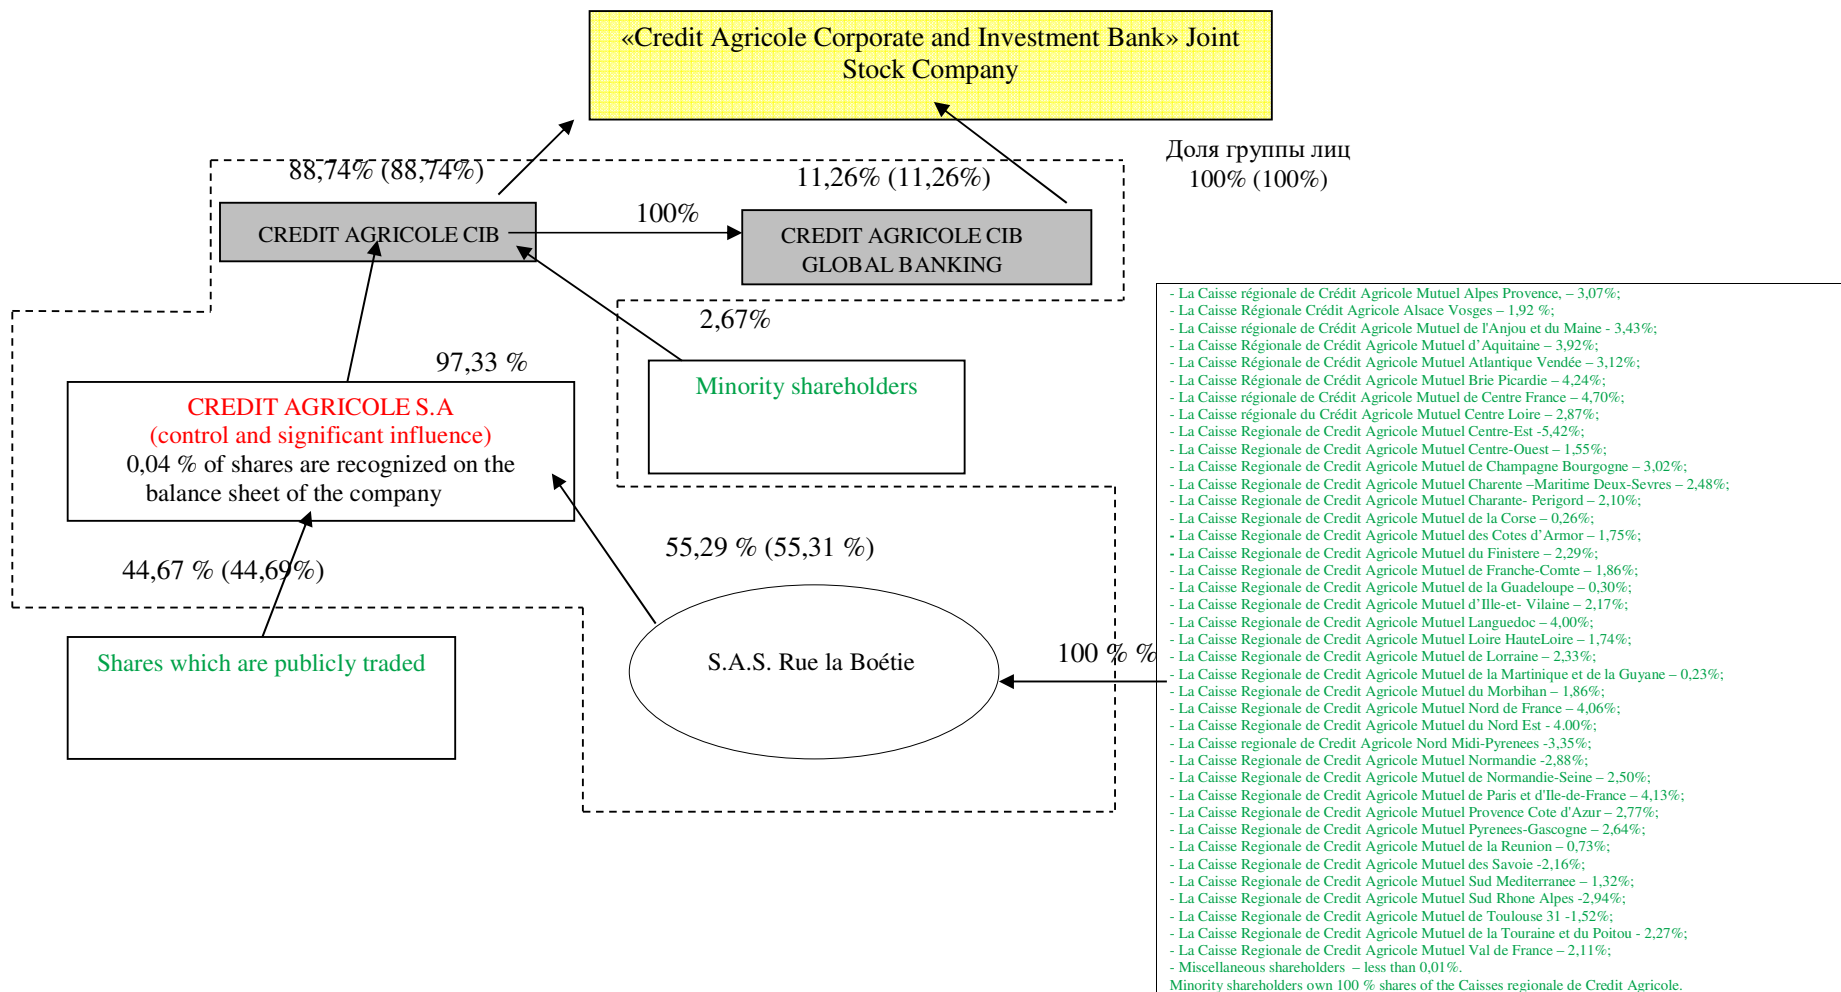 «Credit Agricole Corporate and Investment Bank» Joint
Stock Company
Доля группы лиц
100% (100%)
88,74% (88,74%)
11,26% (11,26%)
100%
CREDIT AGRICOLE CIB
CREDIT AGRICOLE CIB
GLOBAL BANKING
2,67%
97,33 %
Minority shareholders
CREDIT AGRICOLE S.A
(control and significant influence)
0,04 % of shares are recognized on the
balance sheet of the company
55,29 % (55,31 %)
44,67 % (44,69%)
Shares which are publicly traded
S.A.S. Rue la Boétie
100 % %
- La Caisse régionale de Crédit Agricole Mutuel Alpes Provence, – 3,07%;
- La Caisse Régionale Crédit Agricole Alsace Vosges – 1,92 %;
- La Caisse régionale de Crédit Agricole Mutuel de l'Anjou et du Maine - 3,43%;
- La Caisse Régionale de Crédit Agricole Mutuel d’Aquitaine – 3,92%;
- La Caisse Régionale de Crédit Agricole Mutuel Atlantique Vendée – 3,12%;
- La Caisse Régionale de Crédit Agricole Mutuel Brie Picardie – 4,24%;
- La Caisse régionale de Crédit Agricole Mutuel de Centre France – 4,70%;
- La Caisse régionale du Crédit Agricole Mutuel Centre Loire – 2,87%;
- La Caisse Regionale de Credit Agricole Mutuel Centre-Est -5,42%;
- La Caisse Regionale de Credit Agricole Mutuel Centre-Ouest – 1,55%;
- La Caisse Regionale de Credit Agricole Mutuel de Champagne Bourgogne – 3,02%;
- La Caisse Regionale de Credit Agricole Mutuel Charente –Maritime Deux-Sevres – 2,48%;
- La Caisse Regionale de Credit Agricole Mutuel Charante- Perigord – 2,10%;
- La Caisse Regionale de Credit Agricole Mutuel de la Corse – 0,26%;
- La Caisse Regionale de Credit Agricole Mutuel des Cotes d’Armor – 1,75%;
- La Caisse Regionale de Credit Agricole Mutuel du Finistere – 2,29%;
- La Caisse Regionale de Credit Agricole Mutuel de Franche-Comte – 1,86%;
- La Caisse Regionale de Credit Agricole Mutuel de la Guadeloupe – 0,30%;
- La Caisse Regionale de Credit Agricole Mutuel d’Ille-et- Vilaine – 2,17%;
- La Caisse Regionale de Credit Agricole Mutuel Languedoc – 4,00%;
- La Caisse Regionale de Credit Agricole Mutuel Loire HauteLoire – 1,74%;
- La Caisse Regionale de Credit Agricole Mutuel de Lorraine – 2,33%;
- La Caisse Regionale de Credit Agricole Mutuel de la Martinique et de la Guyane – 0,23%;
- La Caisse Regionale de Credit Agricole Mutuel du Morbihan – 1,86%;
- La Caisse Regionale de Credit Agricole Mutuel Nord de France – 4,06%;
- La Caisse Regionale de Credit Agricole Mutuel du Nord Est - 4.00%;
- La Caisse regionale de Credit Agricole Nord Midi-Pyrenees -3,35%;
- La Caisse Regionale de Credit Agricole Mutuel Normandie -2,88%;
- La Caisse Regionale de Credit Agricole Mutuel de Normandie-Seine – 2,50%;
- La Caisse Regionale de Credit Agricole Mutuel de Paris et d'Ile-de-France – 4,13%;
- La Caisse Regionale de Credit Agricole Mutuel Provence Cote d'Azur – 2,77%;
- La Caisse Regionale de Credit Agricole Mutuel Pyrenees-Gascogne – 2,64%;
- La Caisse Regionale de Credit Agricole Mutuel de la Reunion – 0,73%;
- La Caisse Regionale de Credit Agricole Mutuel des Savoie -2,16%;
- La Caisse Regionale de Credit Agricole Mutuel Sud Mediterranee – 1,32%;
- La Caisse Regionale de Credit Agricole Mutuel Sud Rhone Alpes -2,94%;
- La Caisse Regionale de Credit Agricole Mutuel de Toulouse 31 -1,52%;
- La Caisse Regionale de Credit Agricole Mutuel de la Touraine et du Poitou - 2,27%;
- La Caisse Regionale de Credit Agricole Mutuel Val de France – 2,11%;
- Miscellaneous shareholders – less than 0,01%.
Minority shareholders own 100 % shares of the Caisses regionale de Credit Agricole.